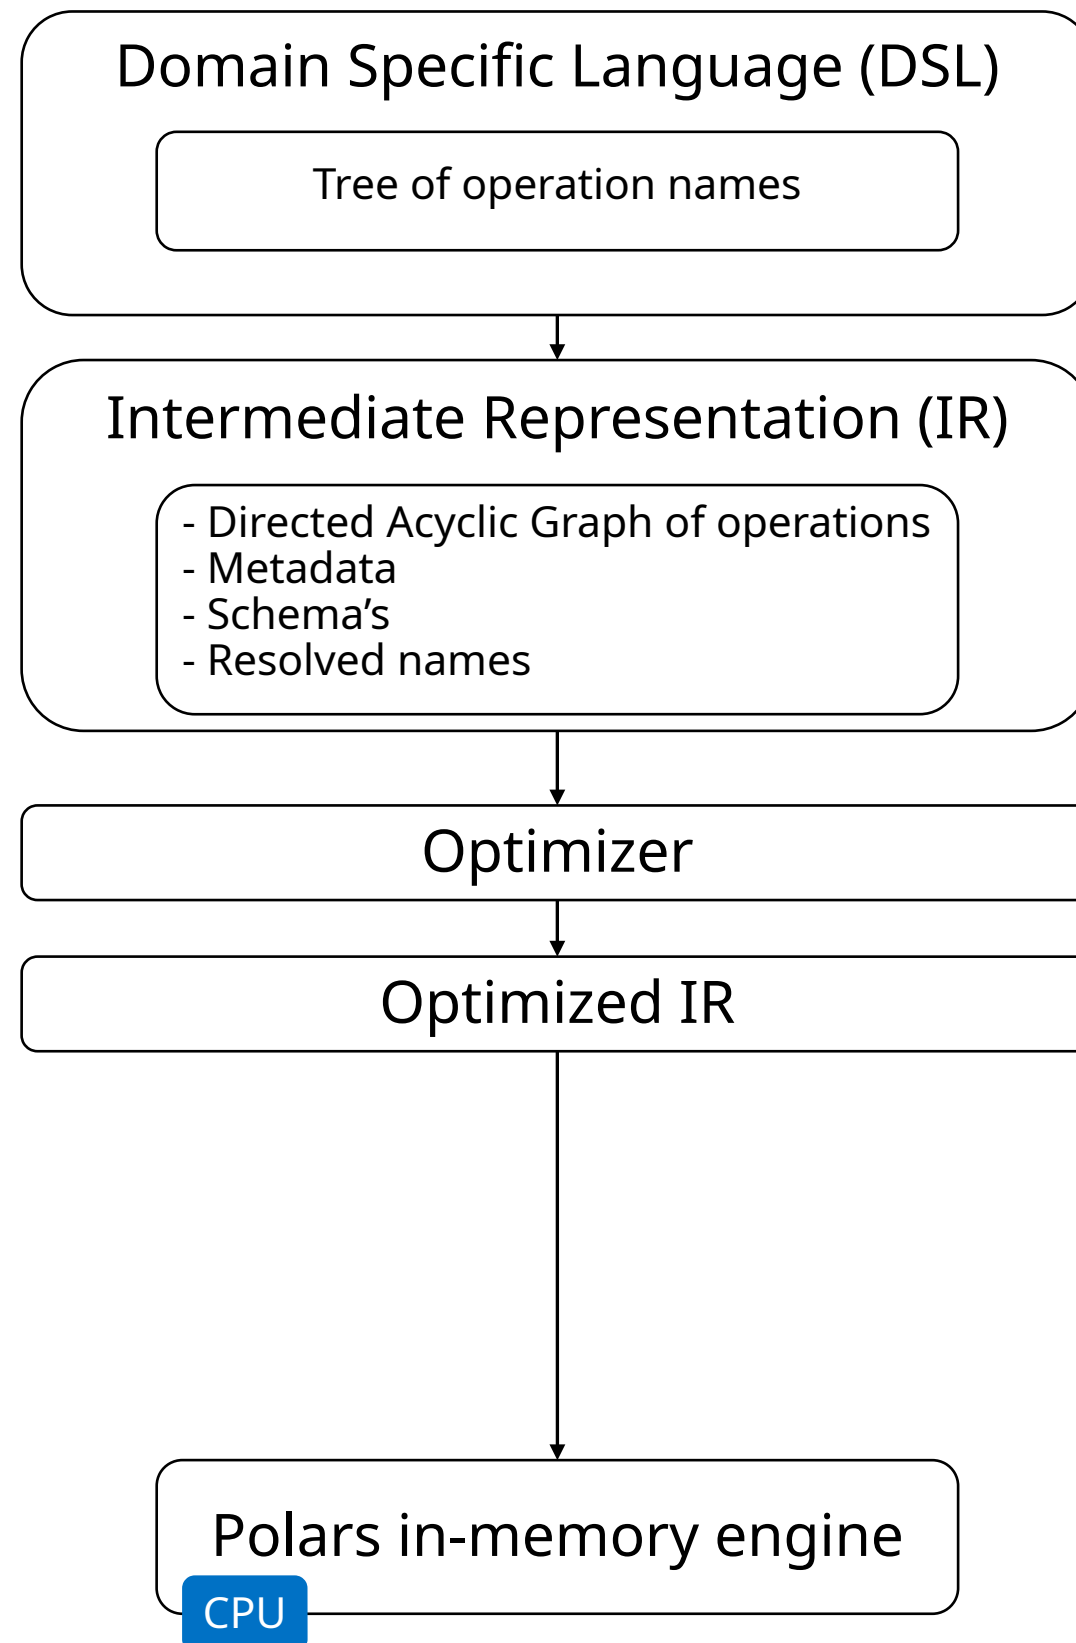 Domain Specific Language (DSL)
Tree of operation names
Intermediate Representation (IR)
- Directed Acyclic Graph of operations
- Metadata
- Schema’s
- Resolved names
Optimizer
Optimized IR
Polars in-memory engine
CPU